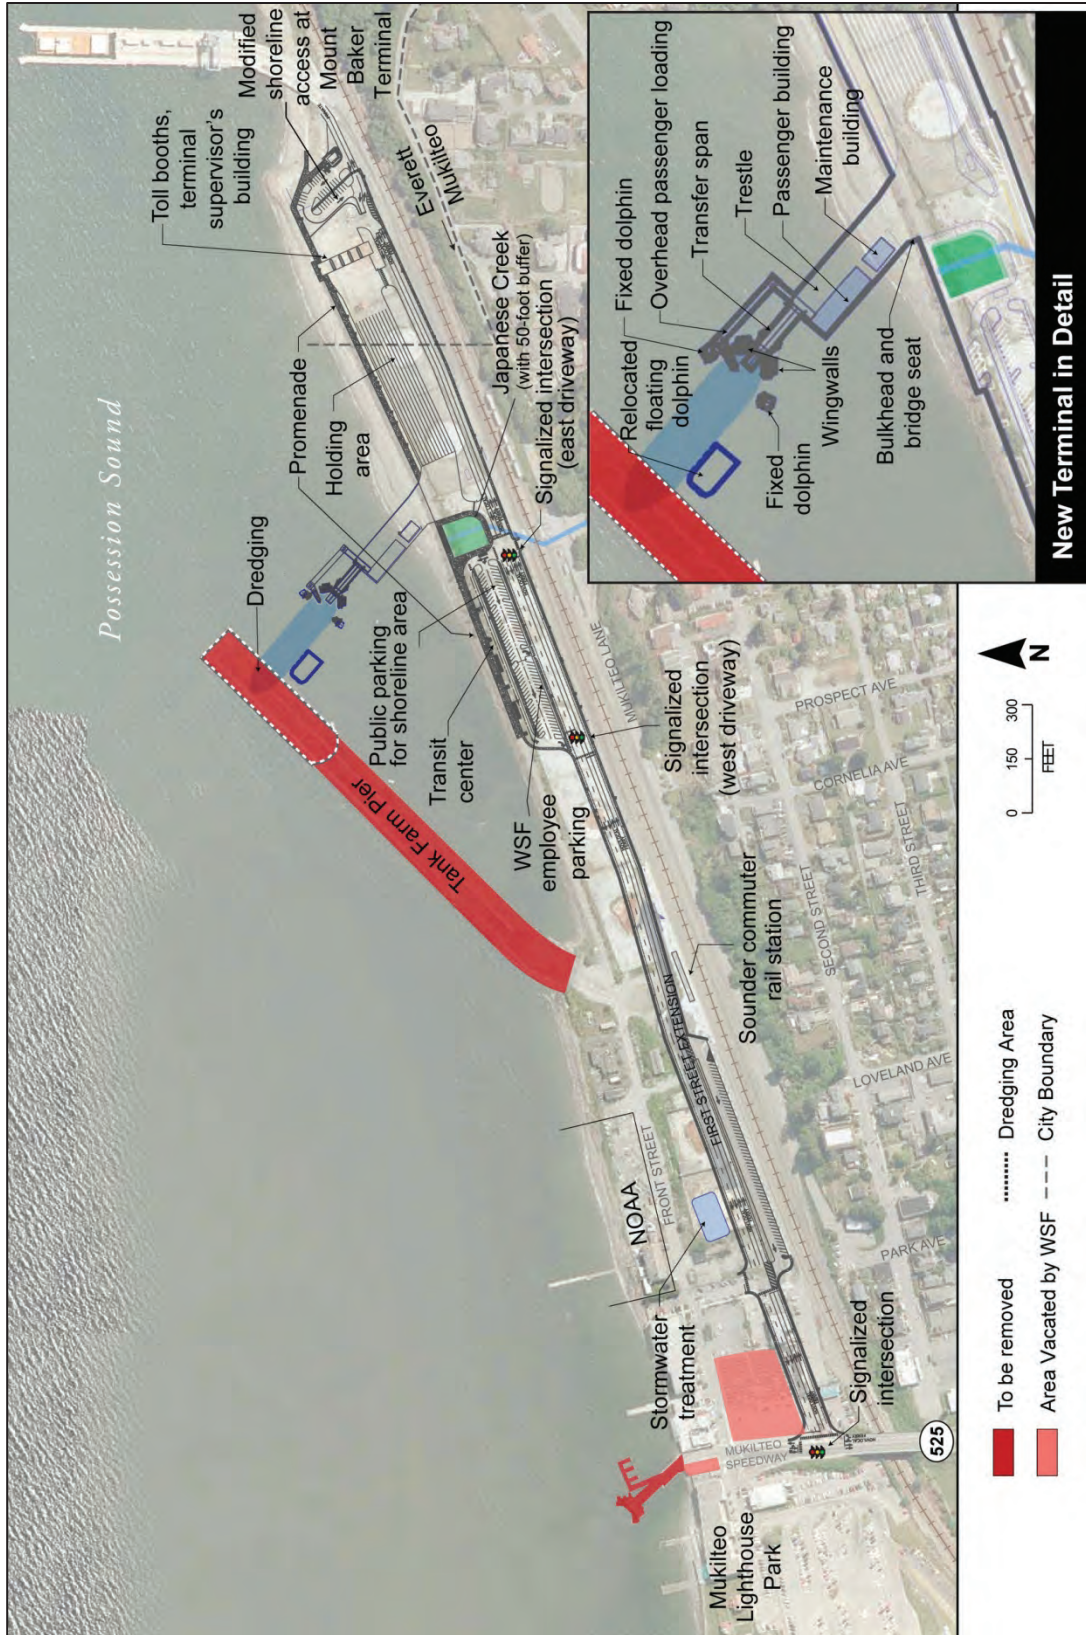 Possession Sound
Dredging
Tank Farm Pier
Promenade
Holding
area
Toll booths,
terminal
supervisor's
building
Modified
shoreline
access at
Mount
Baker
Terminal
Everett
Mukilteo
Japanese Creek
(with 50-foot buffer)
Signalized intersection
(east driveway)
Public parking
for shoreline area
Transit
center
WSF
employee
parking
Signalized
intersection
(west driveway)
MUKILTEO LANE
Sounder commuter
rail station
FIRST STREET EXTENSION
NOAA
FRONT STREET
Stormwater
treatment
MUKILTEO
SPEEDWAY
Signalized
intersection
525
Mukilteo
Lighthouse
Park
PROSPECT AVE
CORNELIA AVE
THIRD STREET
SECOND STREET
LOVELAND AVE
PARK AVE
Relocated
floating
dolphin
Fixed dolphin
Overhead passenger loading
Transfer span
Trestle
Passenger building
Maintenance
building
Fixed
dolphin
Wingwalls
Bulkhead and
bridge seat
New Terminal in Detail
To be removed
Area Vacated by WSF
Dredging Area
City Boundary
0 150 300
FEET
N